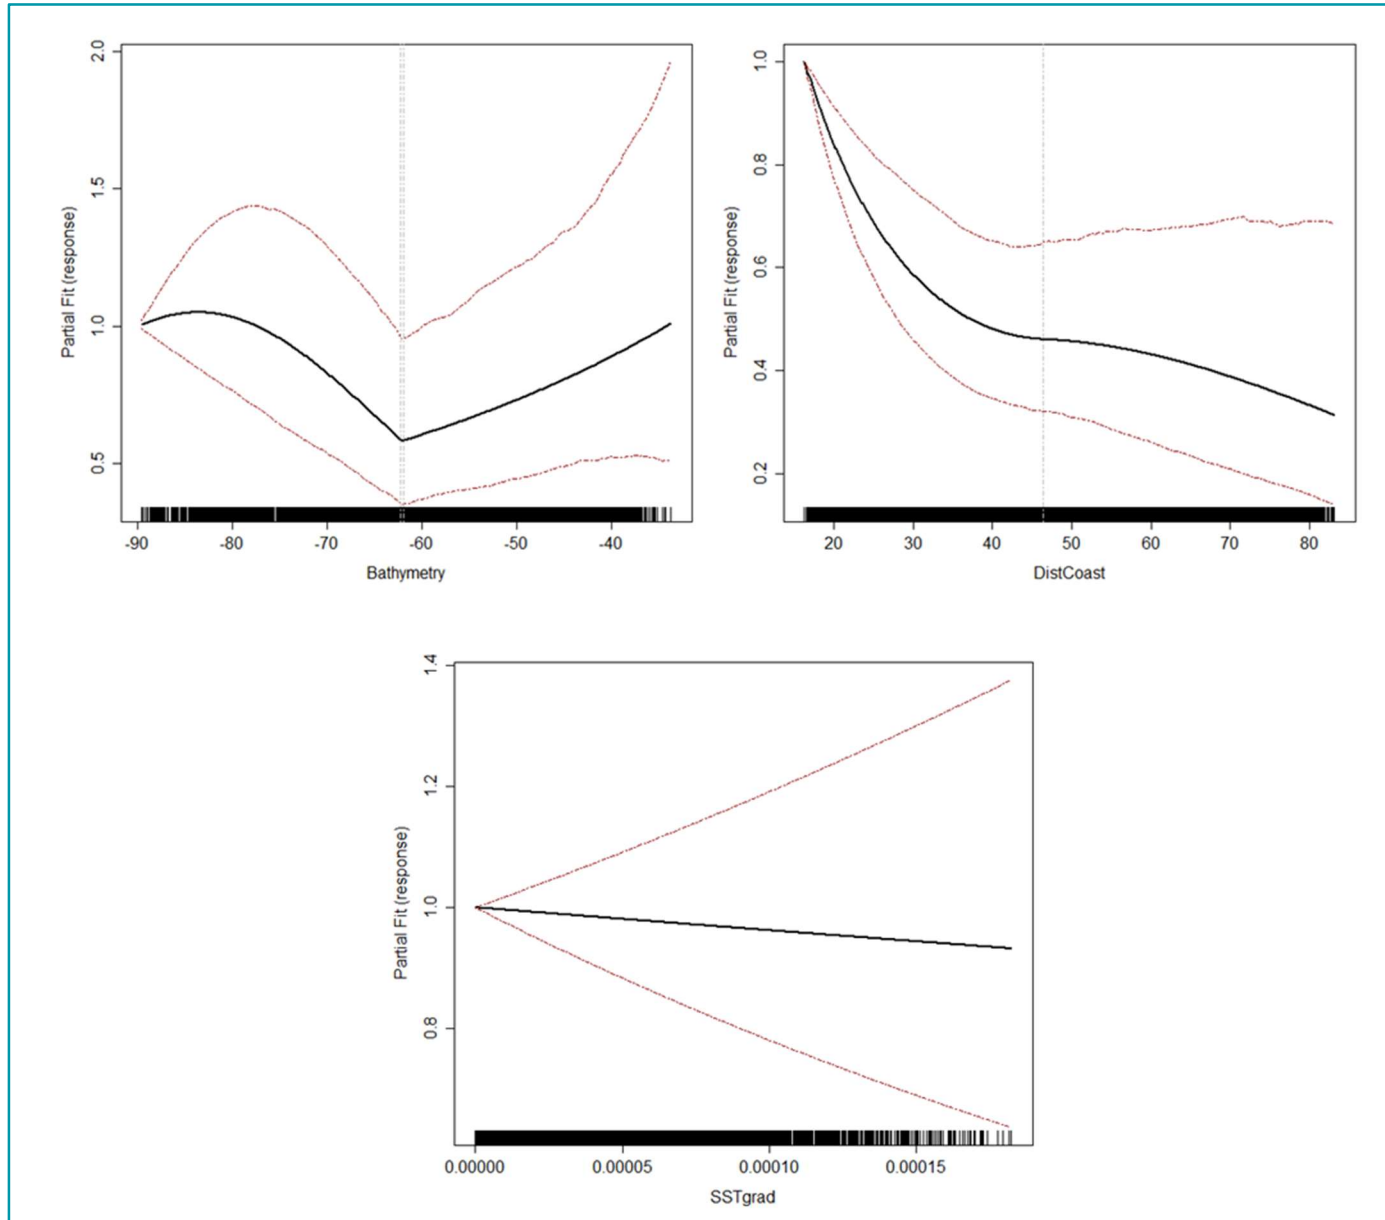 2.0
1.5
1.0
0.5
Partial Fit (response)
-90 -80 -70 -60 -50 -40
Bathymetry
1.0
0.8
0.6
0.4
0.2
Partial Fit (response)
20 30 40 50 60 70 80
DistCoast
1.4
1.2
1.0
0.8
Partial Fit (response)
0.00000 0.00005 0.00010 0.00015
SSTgrad